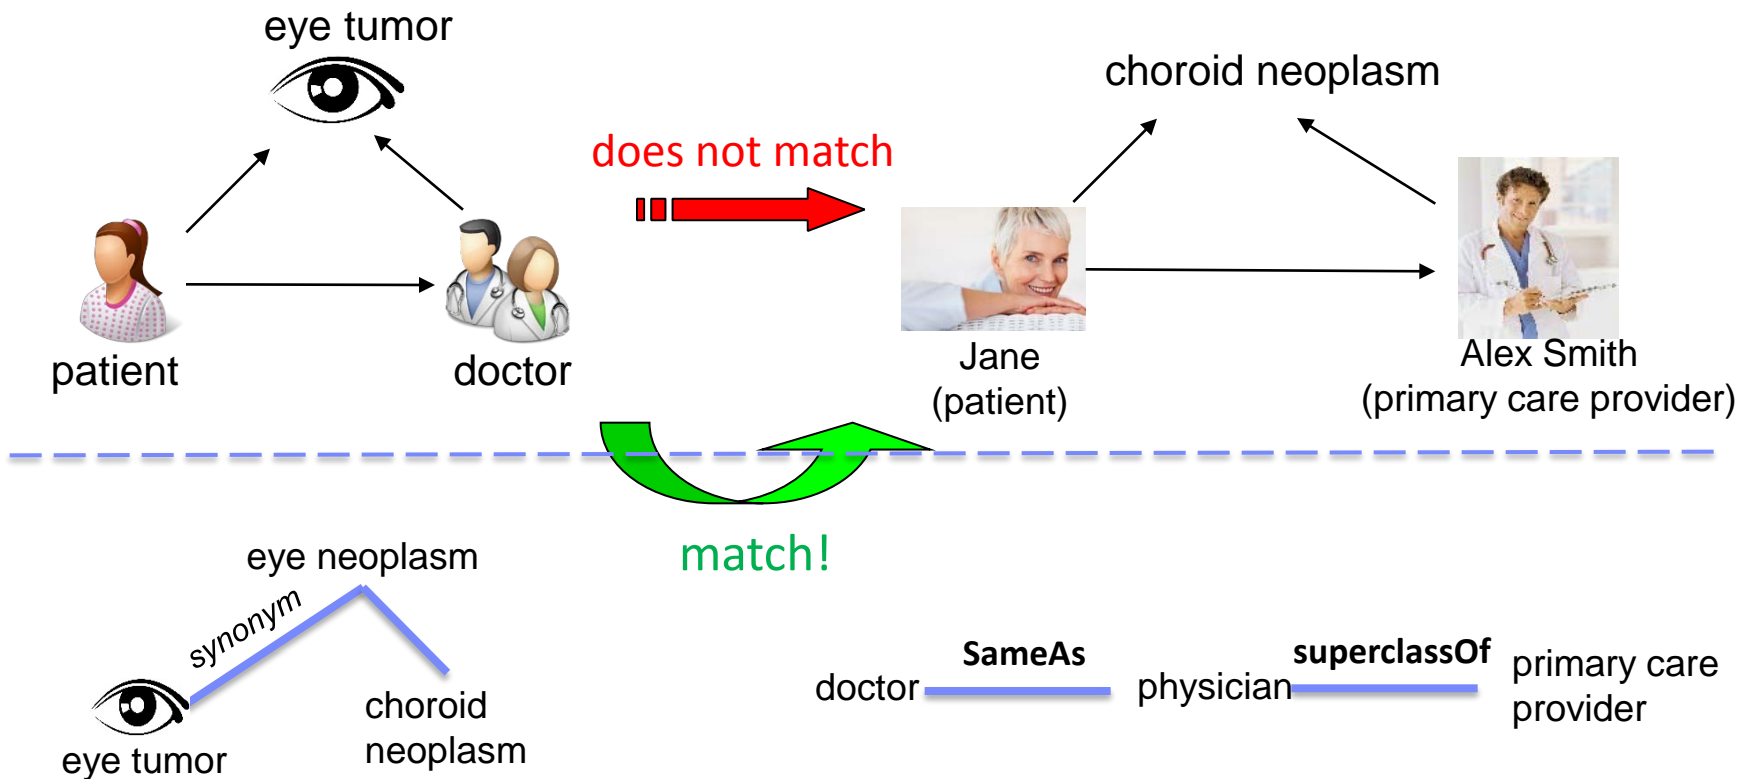 eye tumor
choroid neoplasm
does not match
patient
doctor
Jane
(patient)
Alex Smith
(primary care provider)
match!
eye neoplasm
synonym
eye tumor
choroid
neoplasm
doctor
SameAs
physician
superclassOf
primary care
provider